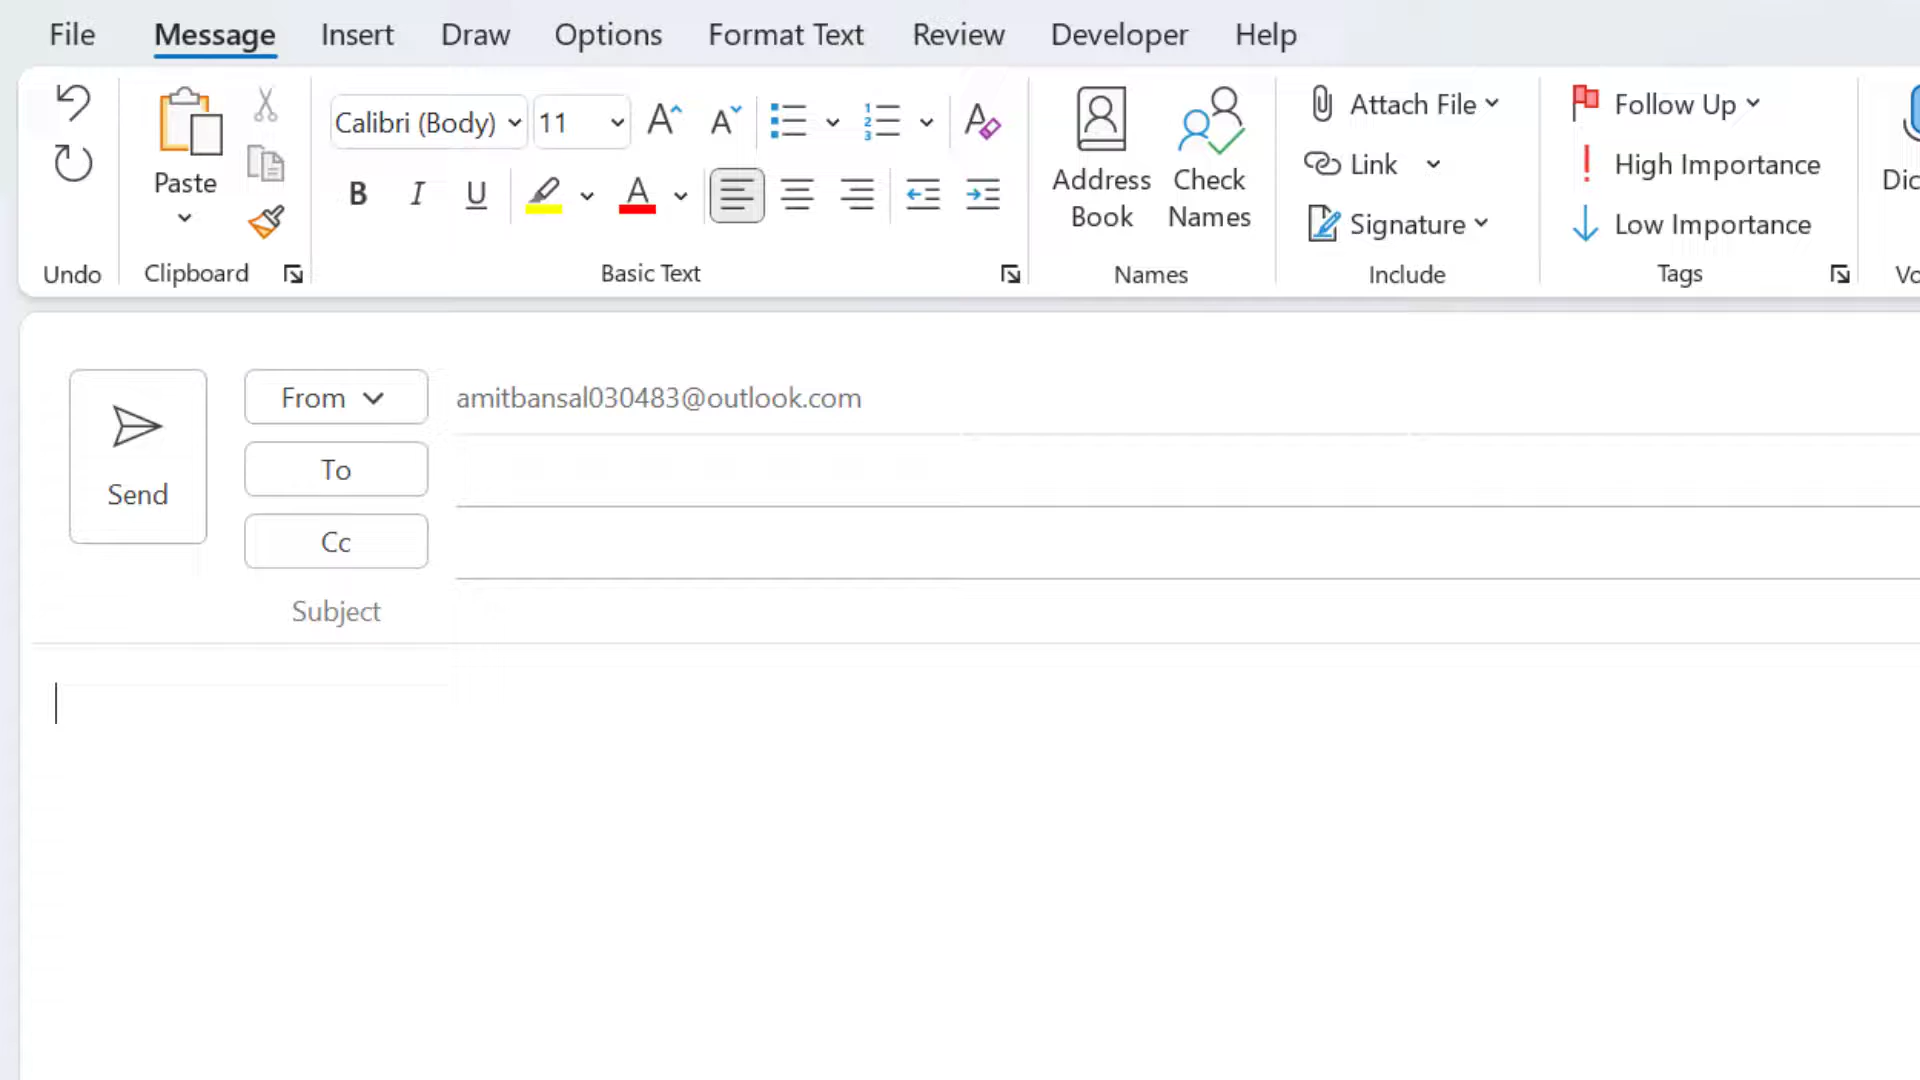 File Message Insert Draw Options Format Text Review Developer Help
Calibri (Body) 11 Attach File Follow Up
Paste Address Book Check Names Link High Importance
B I U A Signature Low Importance
Undo Clipboard Basic Text Names Include Tags
From amitbansal030483@outlook.com
To
Send
Cc
Subject